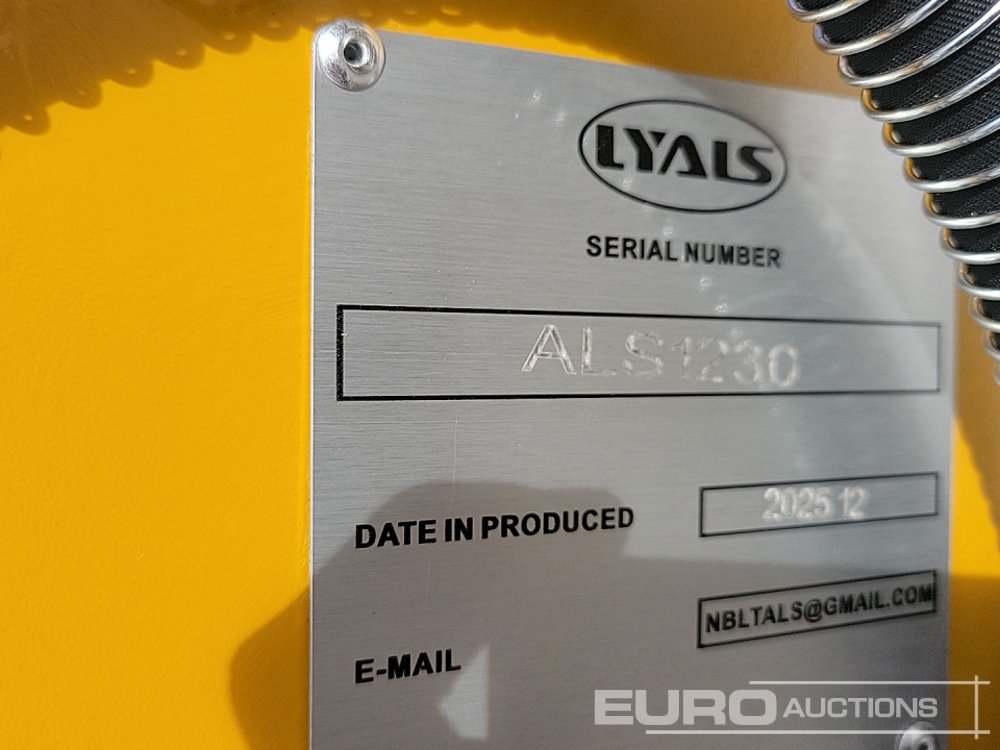 LYALS
SERIAL NUMBER
ALS1230
DATE IN PRODUCED 2025 12
NBLTALS@GMAIL.COM
E-MAIL
EURO AUCTIONS